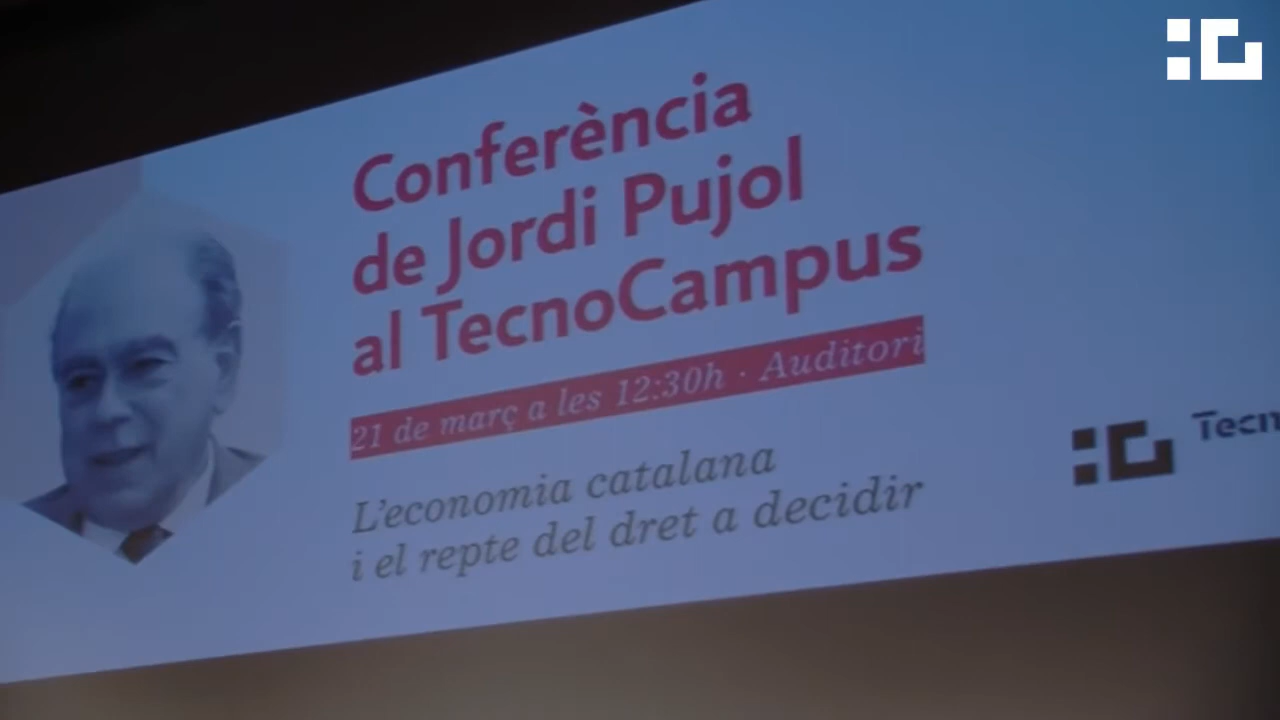 Conferència
de Jordi Pujol
al TecnoCampus
21 de març a les 12:30h · Auditori
L'economia catalana
i el repte del dret a decidir
Tecn